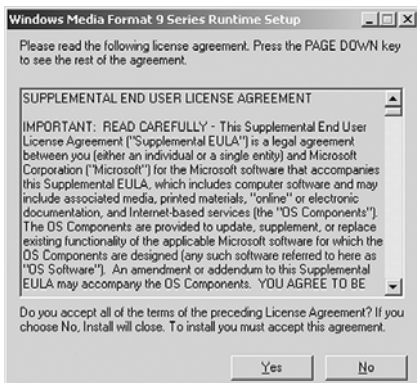 Windows Media Format 9 Series Runtime Setup
Please read the following license agreement. Press the PAGE DOWN key
to see the rest of the agreement.
SUPPLEMENTAL END USER LICENSE AGREEMENT
IMPORTANT: READ CAREFULLY - This Supplemental End User
License Agreement ("Supplemental EULA") is a legal agreement
between you (either an individual or a single entity) and Microsoft
Corporation ("Microsoft") for the Microsoft software that accompanies
this Supplemental EULA, which includes computer software and may
include associated media, printed materials, "online" or electronic
documentation, and Internet-based services (the "OS Components").
The OS Components are provided to update, supplement, or replace
existing functionality of the applicable Microsoft software for which the
OS Components are designed (any such software referred to here as
"OS Software"). An amendment or addendum to this Supplemental
EULA may accompany the OS Components. YOU AGREE TO BE
Do you accept all of the terms of the preceding License Agreement? If you
choose No, Install will close. To install you must accept this agreement.
Yes No